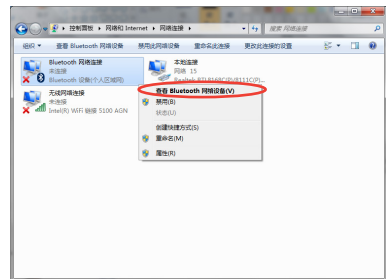 控制面板 ▸ 网络和 Internet ▸ 网络连接 ▸
搜索 网络连接
组织 查看 Bluetooth 网络设备 禁用此网络设备 重命名此连接 更改此连接的设置
Bluetooth 网络连接
未连接
Bluetooth 设备(个人区域网)
本地连接
网络 15
Realtek RTL8168C(P)/8111C(P)...
无线网络连接
未连接
Intel(R) WiFi 链接 5100 AGN
查看 Bluetooth 网络设备(V)
禁用(B)
状态(U)
创建快捷方式(S)
重命名(M)
属性(R)